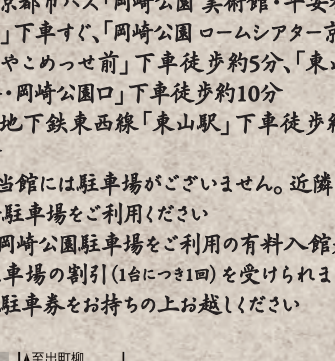 京都市バス「岡崎公園 美術館・平安
」下車すぐ、「岡崎公園 ロームシアター京
やこめっせ前」下車徒歩約5分、「東山
・岡崎公園口」下車徒歩約10分
地下鉄東西線「東山駅」下車徒歩
当館には駐車場がございません。近隣
駐車場をご利用ください
岡崎公園駐車場をご利用の有料入館
車場の割引(1台につき1回)を受けられま
駐車券をお持ちの上お越しください
▲至出町柳